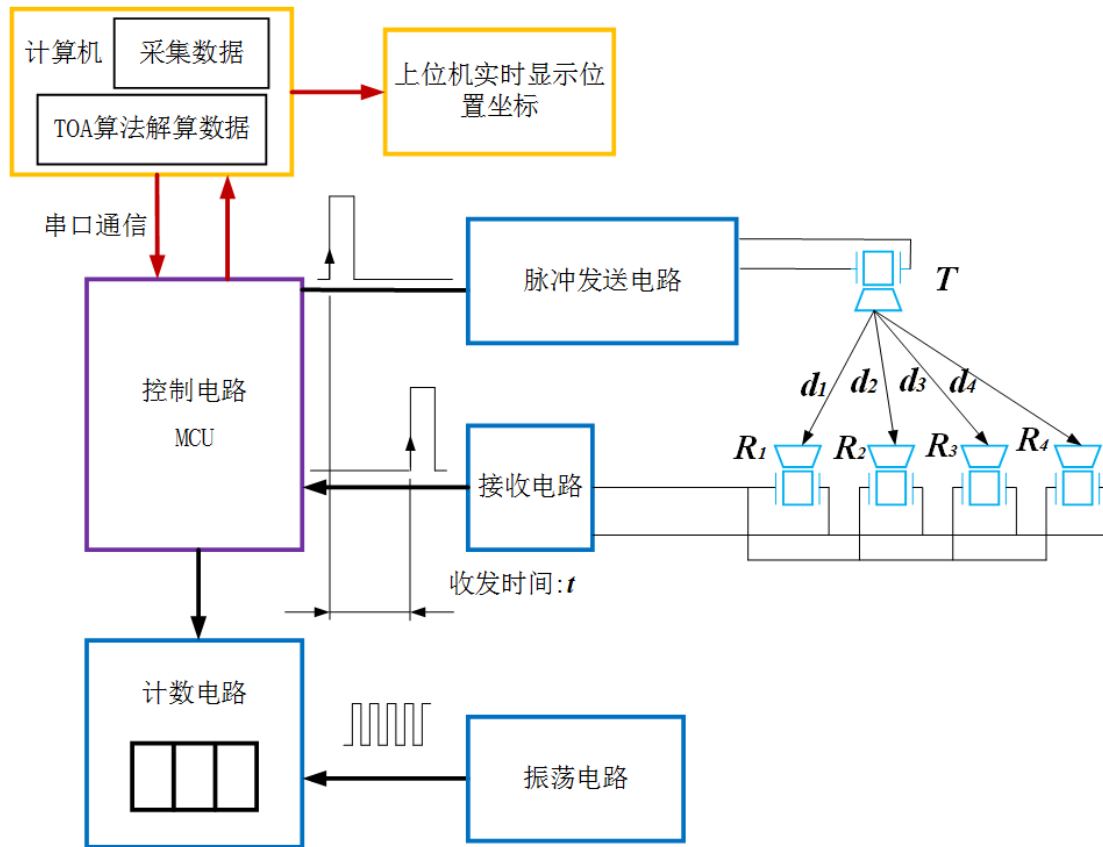 计算机
采集数据
TOA算法解算数据
上位机实时显示位
置坐标
串口通信
脉冲发送电路
T
d1
d2
d3
d4
控制电路
MCU
R1
R2
R3
R4
接收电路
收发时间:t
计数电路
振荡电路